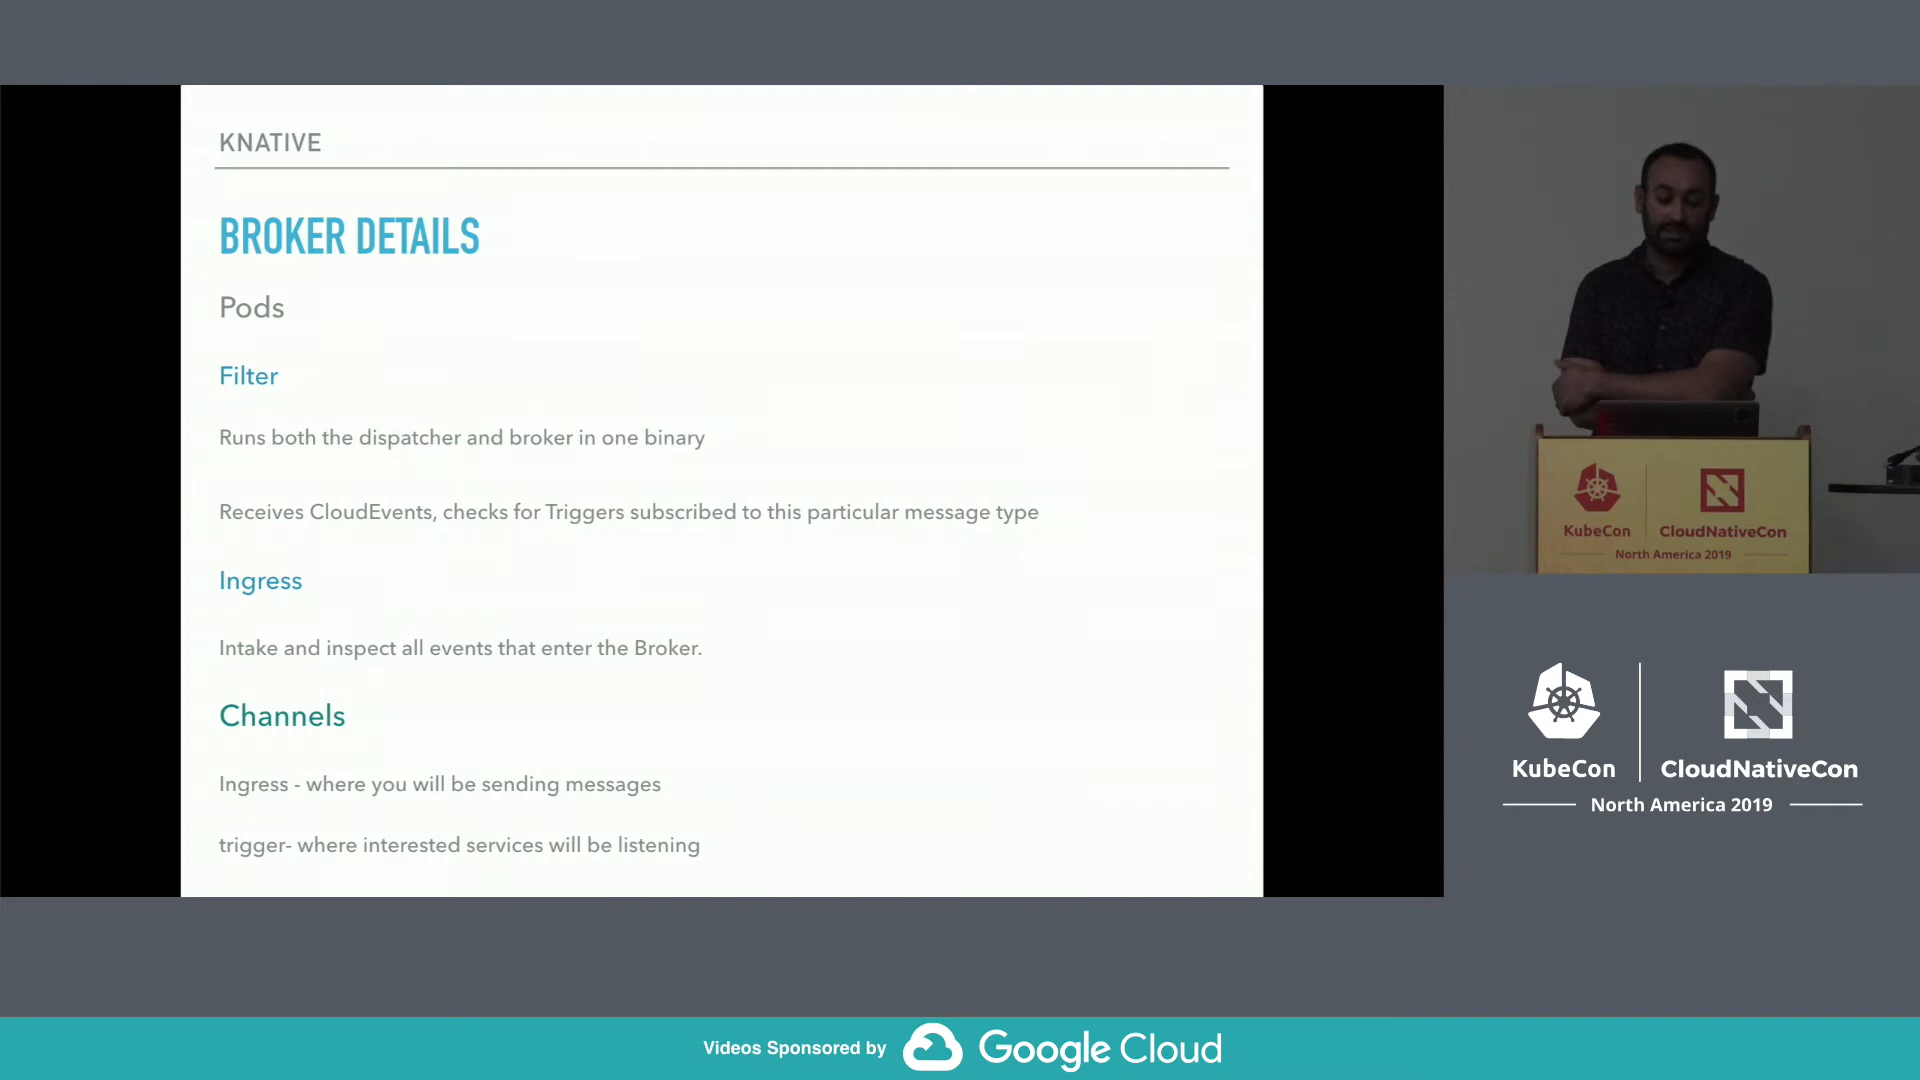 KNATIVE
BROKER DETAILS
Pods
Filter
Runs both the dispatcher and broker in one binary
Receives CloudEvents, checks for Triggers subscribed to this particular message type
Ingress
Intake and inspect all events that enter the Broker.
Channels
Ingress - where you will be sending messages
trigger- where interested services will be listening
KubeCon
CloudNativeCon
North America 2019
KubeCon
CloudNativeCon
North America 2019
Videos Sponsored by Google Cloud